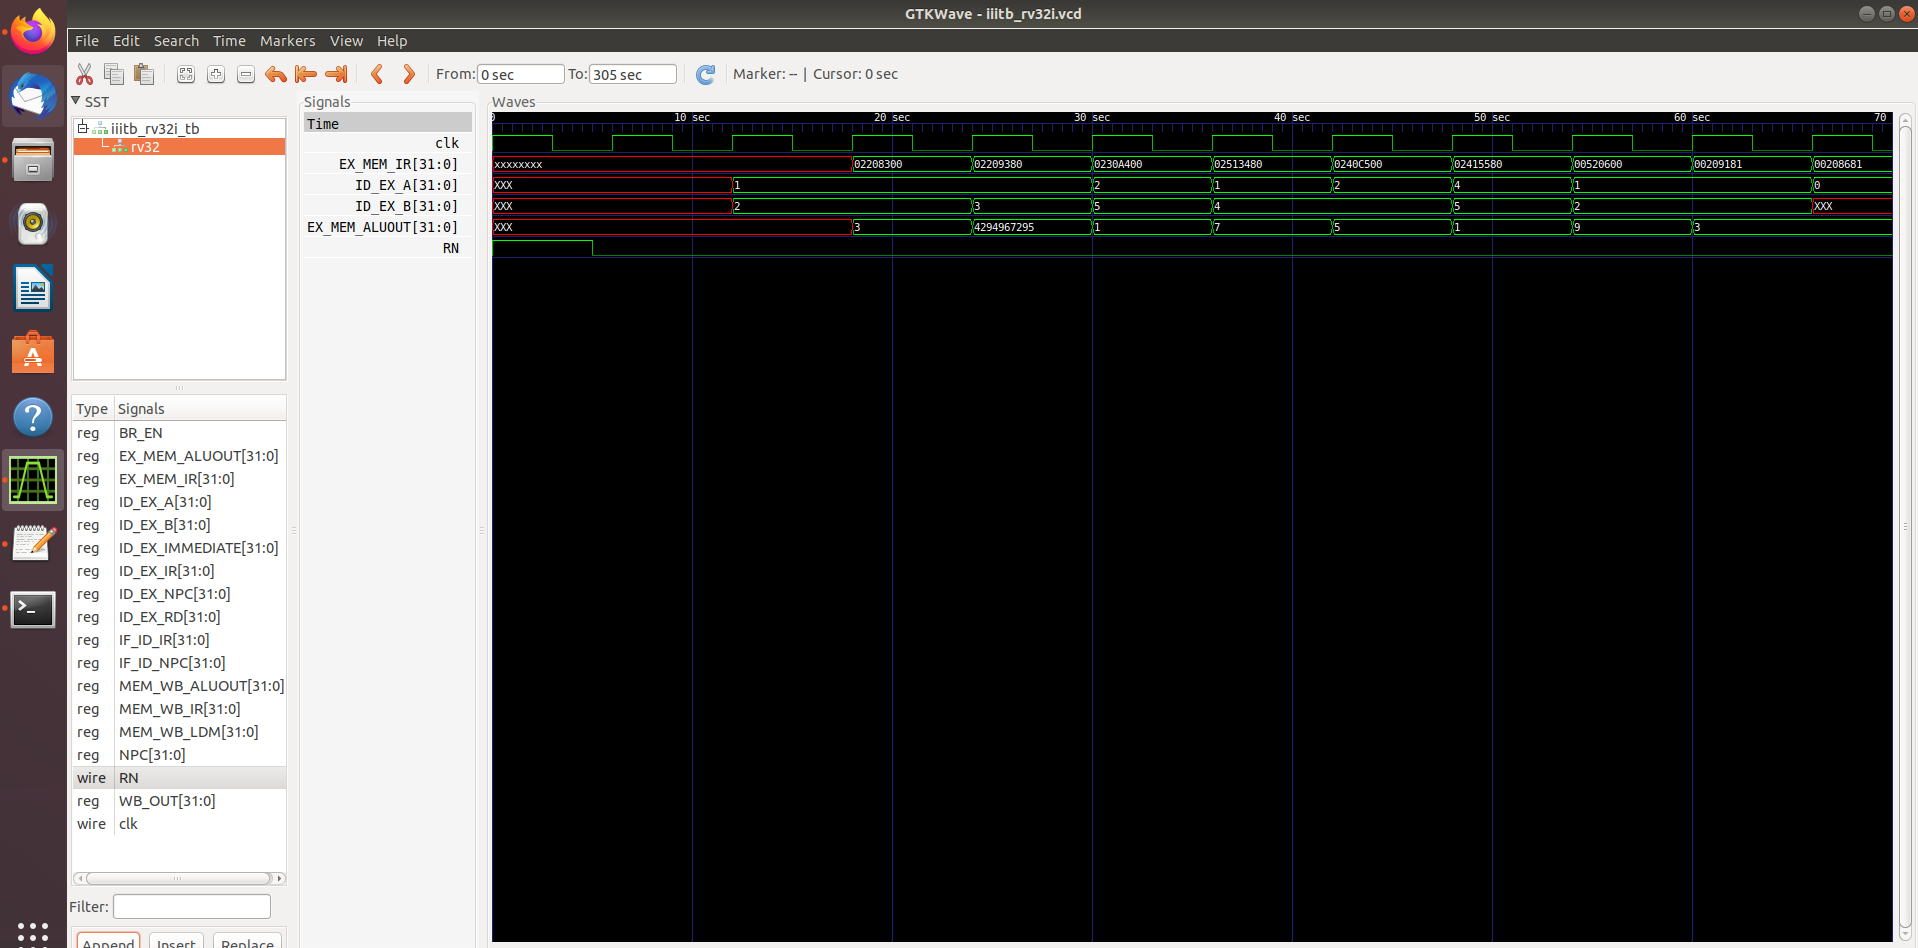 GTKWave - iiitb_rv32i.vcd
File Edit Search Time Markers View Help
From: 0 sec To: 305 sec Marker: -- | Cursor: 0 sec
SST
iiitb_rv32i_tb
rv32
Type Signals
reg BR_EN
reg EX_MEM_ALUOUT[31:0]
reg EX_MEM_IR[31:0]
reg ID_EX_A[31:0]
reg ID_EX_B[31:0]
reg ID_EX_IMMEDIATE[31:0]
reg ID_EX_IR[31:0]
reg ID_EX_NPC[31:0]
reg ID_EX_RD[31:0]
reg IF_ID_IR[31:0]
reg IF_ID_NPC[31:0]
reg MEM_WB_ALUOUT[31:0]
reg MEM_WB_IR[31:0]
reg MEM_WB_LDM[31:0]
reg NPC[31:0]
wire RN
reg WB_OUT[31:0]
wire clk
Filter:
Append Insert Replace
Signals
Time
clk
EX_MEM_IR[31:0]
ID_EX_A[31:0]
ID_EX_B[31:0]
EX_MEM_ALUOUT[31:0]
RN
Waves
0 10 sec 20 sec 30 sec 40 sec 50 sec 60 sec 70
xxxxxxxx 02208300 02209380 0230A400 02513480 0240C500 02415580 00520600 00209181 00208681
XXX 1 2 1 2 4 1 0
XXX 2 3 5 4 5 2 XXX
XXX 3 4294967295 1 7 5 1 9 3